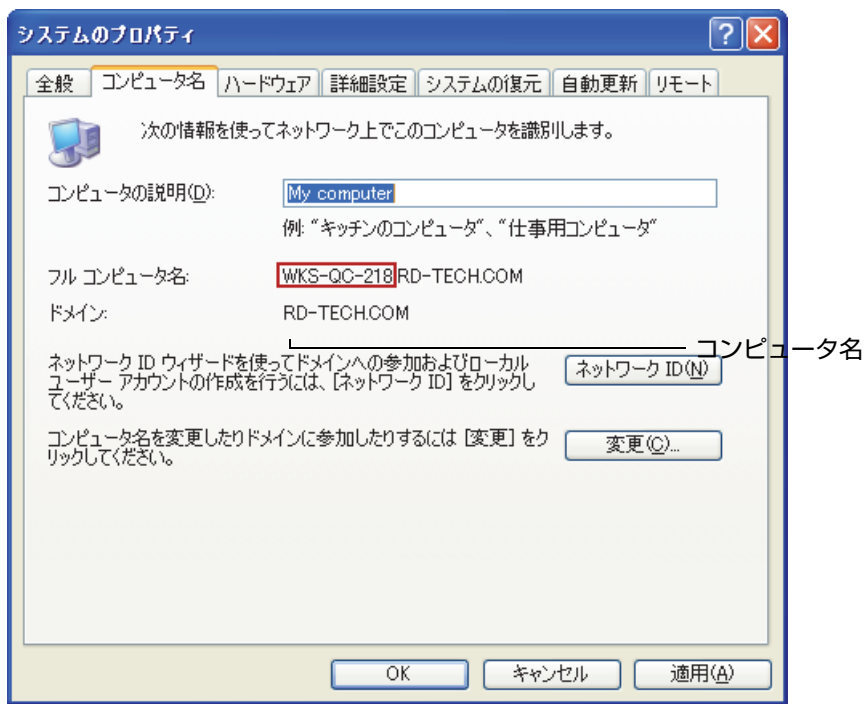 システムのプロパティ
全般 コンピュータ名 ハードウェア 詳細設定 システムの復元 自動更新 リモート
次の情報を使ってネットワーク上でこのコンピュータを識別します。
コンピュータの説明(D): My computer
例: "キッチンのコンピュータ"、"仕事用コンピュータ"
フル コンピュータ名: WKS-QC-218 RD-TECH.COM
ドメイン: RD-TECH.COM
コンピュータ名
ネットワーク ID ウィザードを使ってドメインへの参加およびローカル
ユーザー アカウントの作成を行うには、[ネットワーク ID] をクリックし
てください。
ネットワーク ID(N)
コンピュータ名を変更したりドメインに参加したりするには [変更] をク
リックしてください。
変更(C)...
OK キャンセル 適用(A)